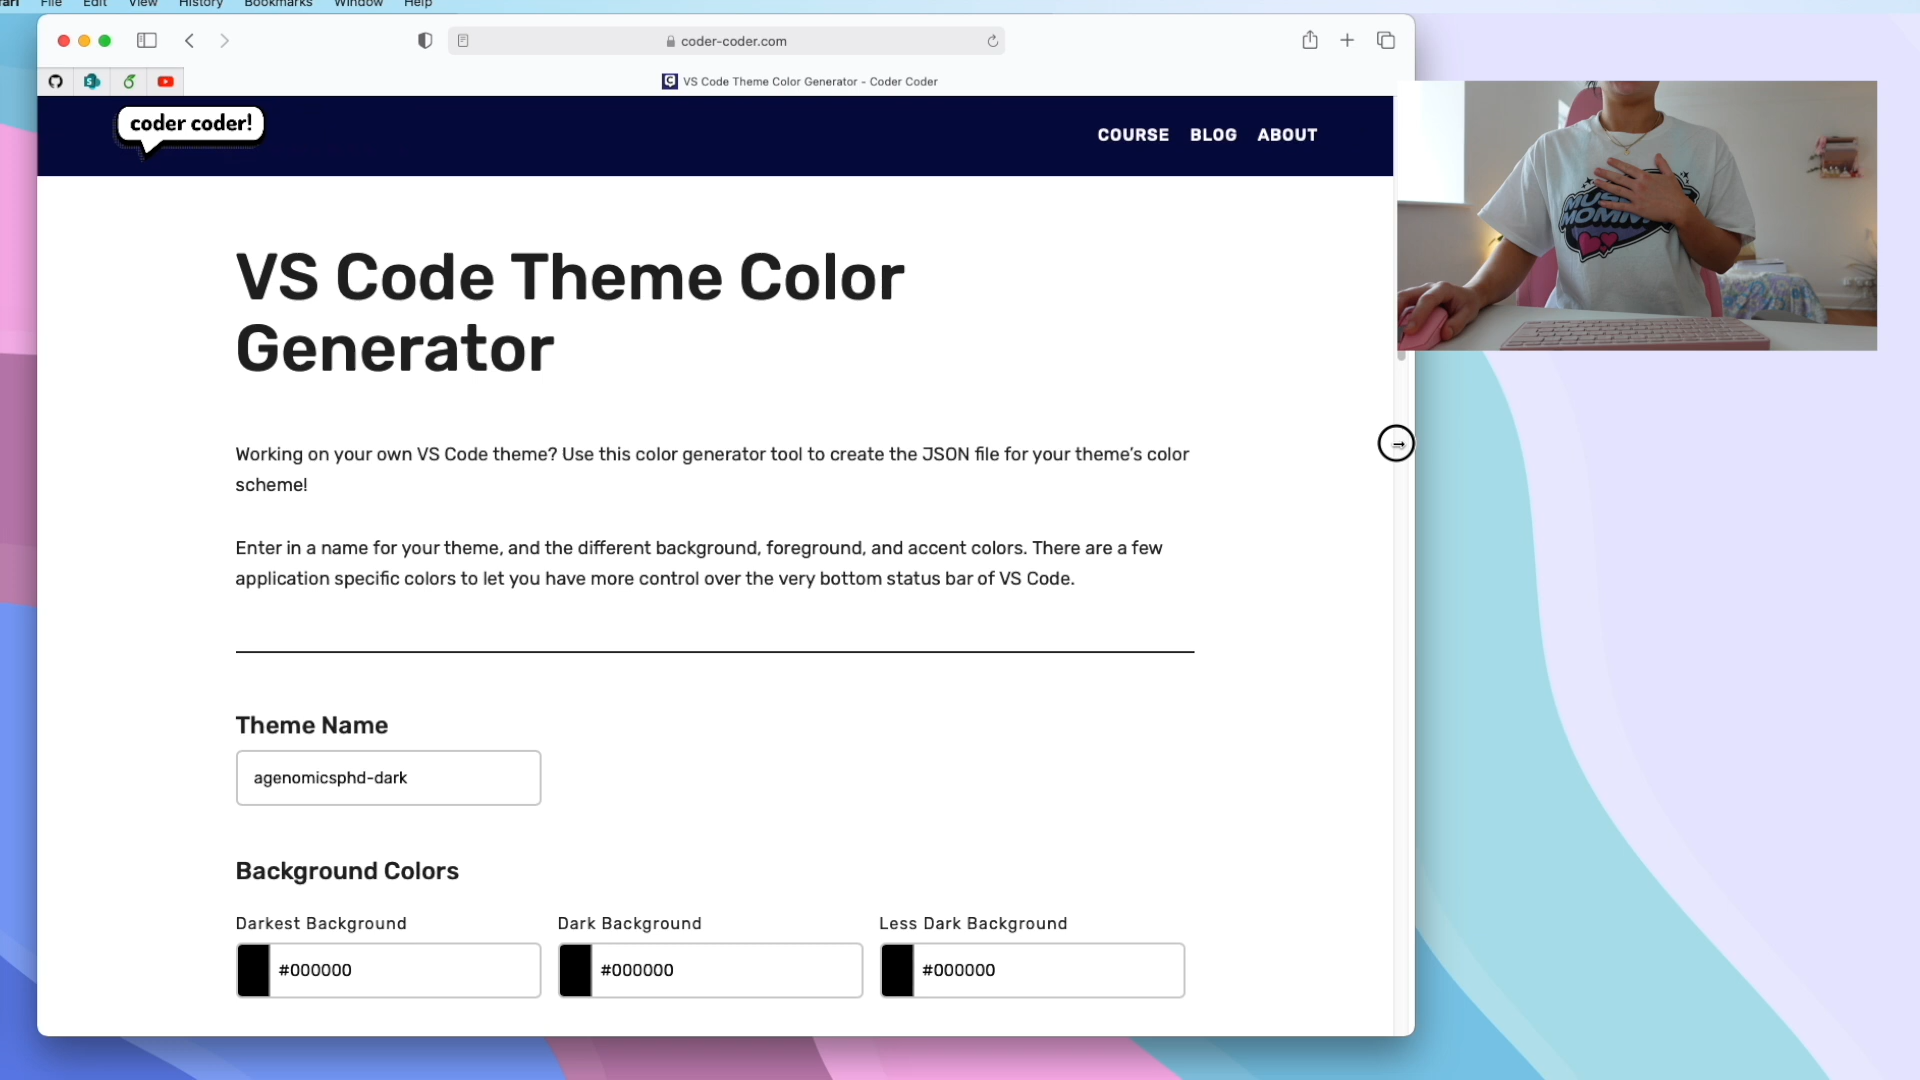 File Edit View History Bookmarks Window Help
coder-coder.com
VS Code Theme Color Generator - Coder Coder
coder coder!
COURSE BLOG ABOUT
VS Code Theme Color
Generator
Working on your own VS Code theme? Use this color generator tool to create the JSON file for your theme’s color
scheme!
Enter in a name for your theme, and the different background, foreground, and accent colors. There are a few
application specific colors to let you have more control over the very bottom status bar of VS Code.
Theme Name
agenomicsphd-dark
Background Colors
Darkest Background Dark Background Less Dark Background
#000000 #000000 #000000